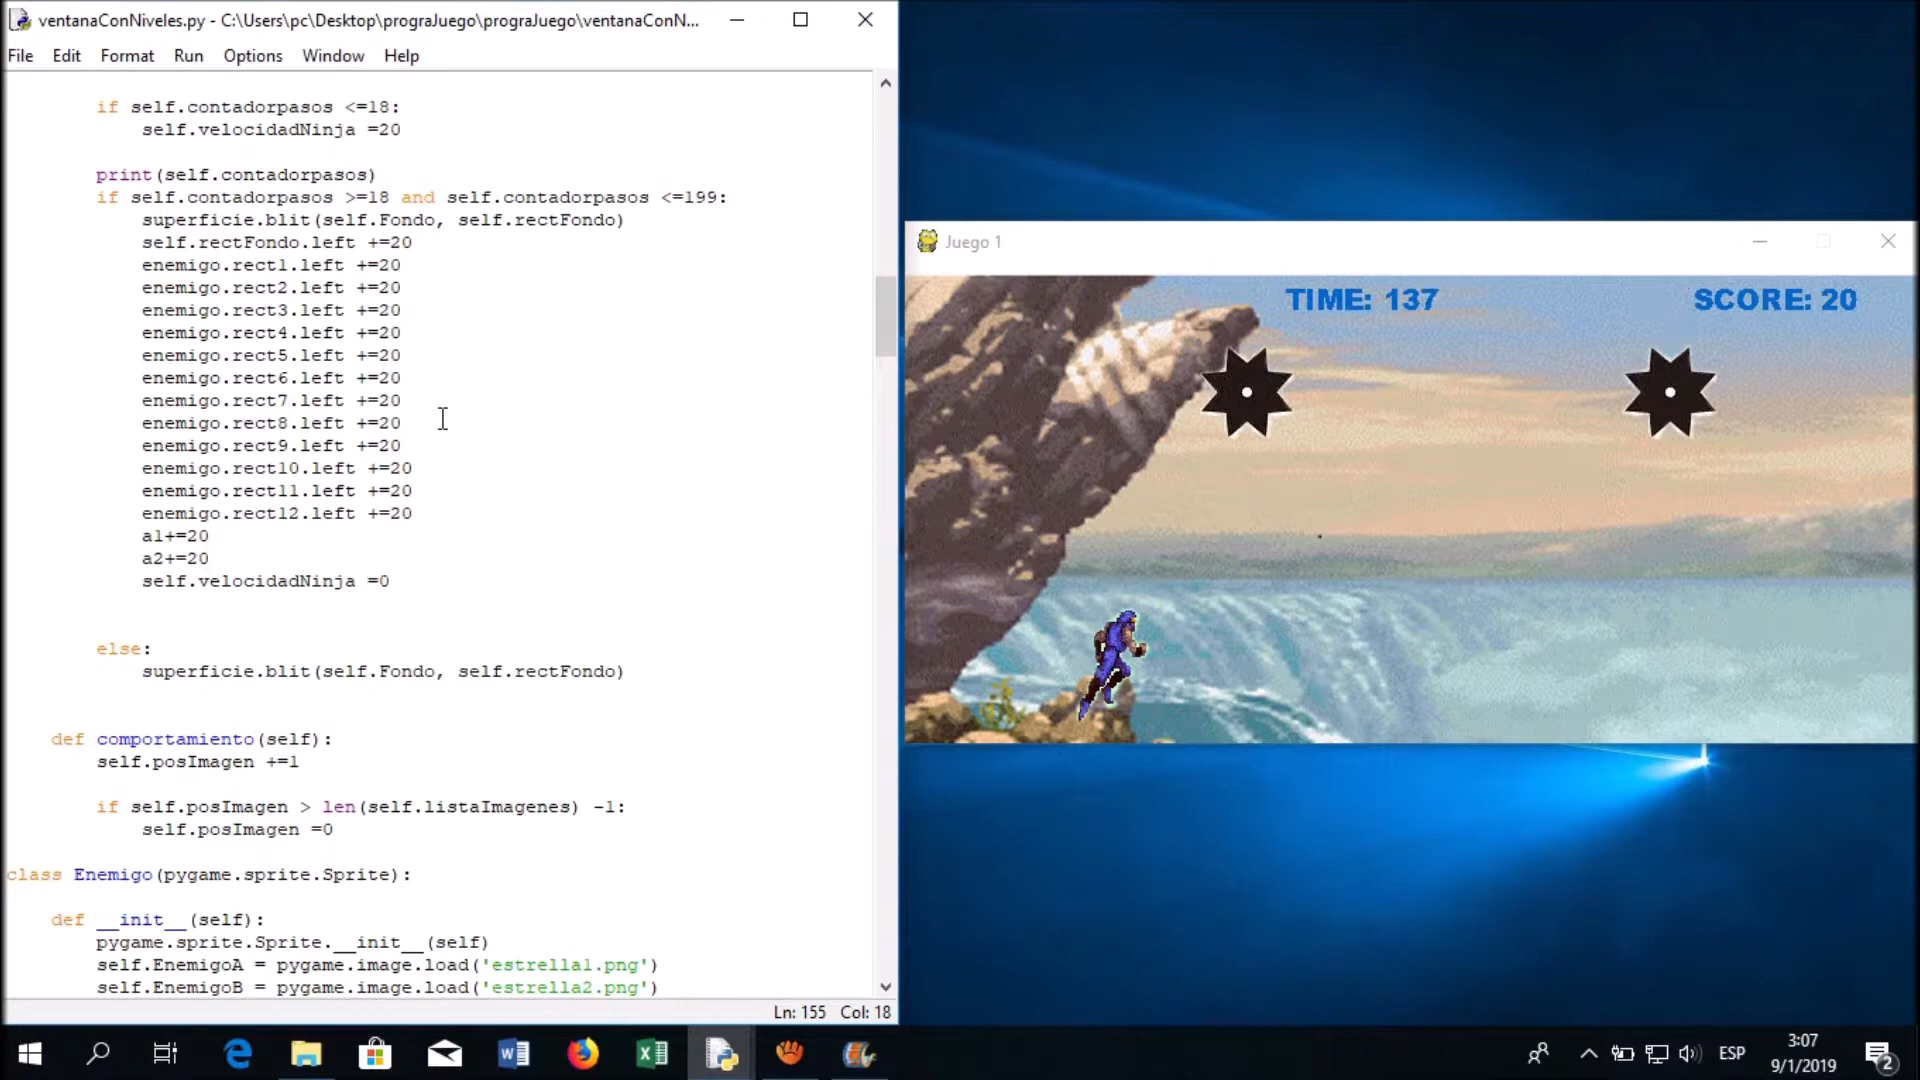 ventanaConNiveles.py - C:\Users\pc\Desktop\prograJuego\prograJuego\ventanaConN...
File Edit Format Run Options Window Help
if self.contadorpasos <=18:
self.velocidadNinja =20
print(self.contadorpasos)
if self.contadorpasos >=18 and self.contadorpasos <=199:
superficie.blit(self.Fondo, self.rectFondo)
self.rectFondo.left +=20
enemigo.rect1.left +=20
enemigo.rect2.left +=20
enemigo.rect3.left +=20
enemigo.rect4.left +=20
enemigo.rect5.left +=20
enemigo.rect6.left +=20
enemigo.rect7.left +=20
enemigo.rect8.left +=20
enemigo.rect9.left +=20
enemigo.rect10.left +=20
enemigo.rect11.left +=20
enemigo.rect12.left +=20
a1+=20
a2+=20
self.velocidadNinja =0
else:
superficie.blit(self.Fondo, self.rectFondo)
def comportamiento(self):
self.posImagen +=1
if self.posImagen > len(self.listaImagenes) -1:
self.posImagen =0
class Enemigo(pygame.sprite.Sprite):
def __init__(self):
pygame.sprite.Sprite.__init__(self)
self.EnemigoA = pygame.image.load('estrella1.png')
self.EnemigoB = pygame.image.load('estrella2.png')
Ln: 155 Col: 18
Juego 1
TIME: 137
SCORE: 20
ESP
3:07
9/1/2019
2